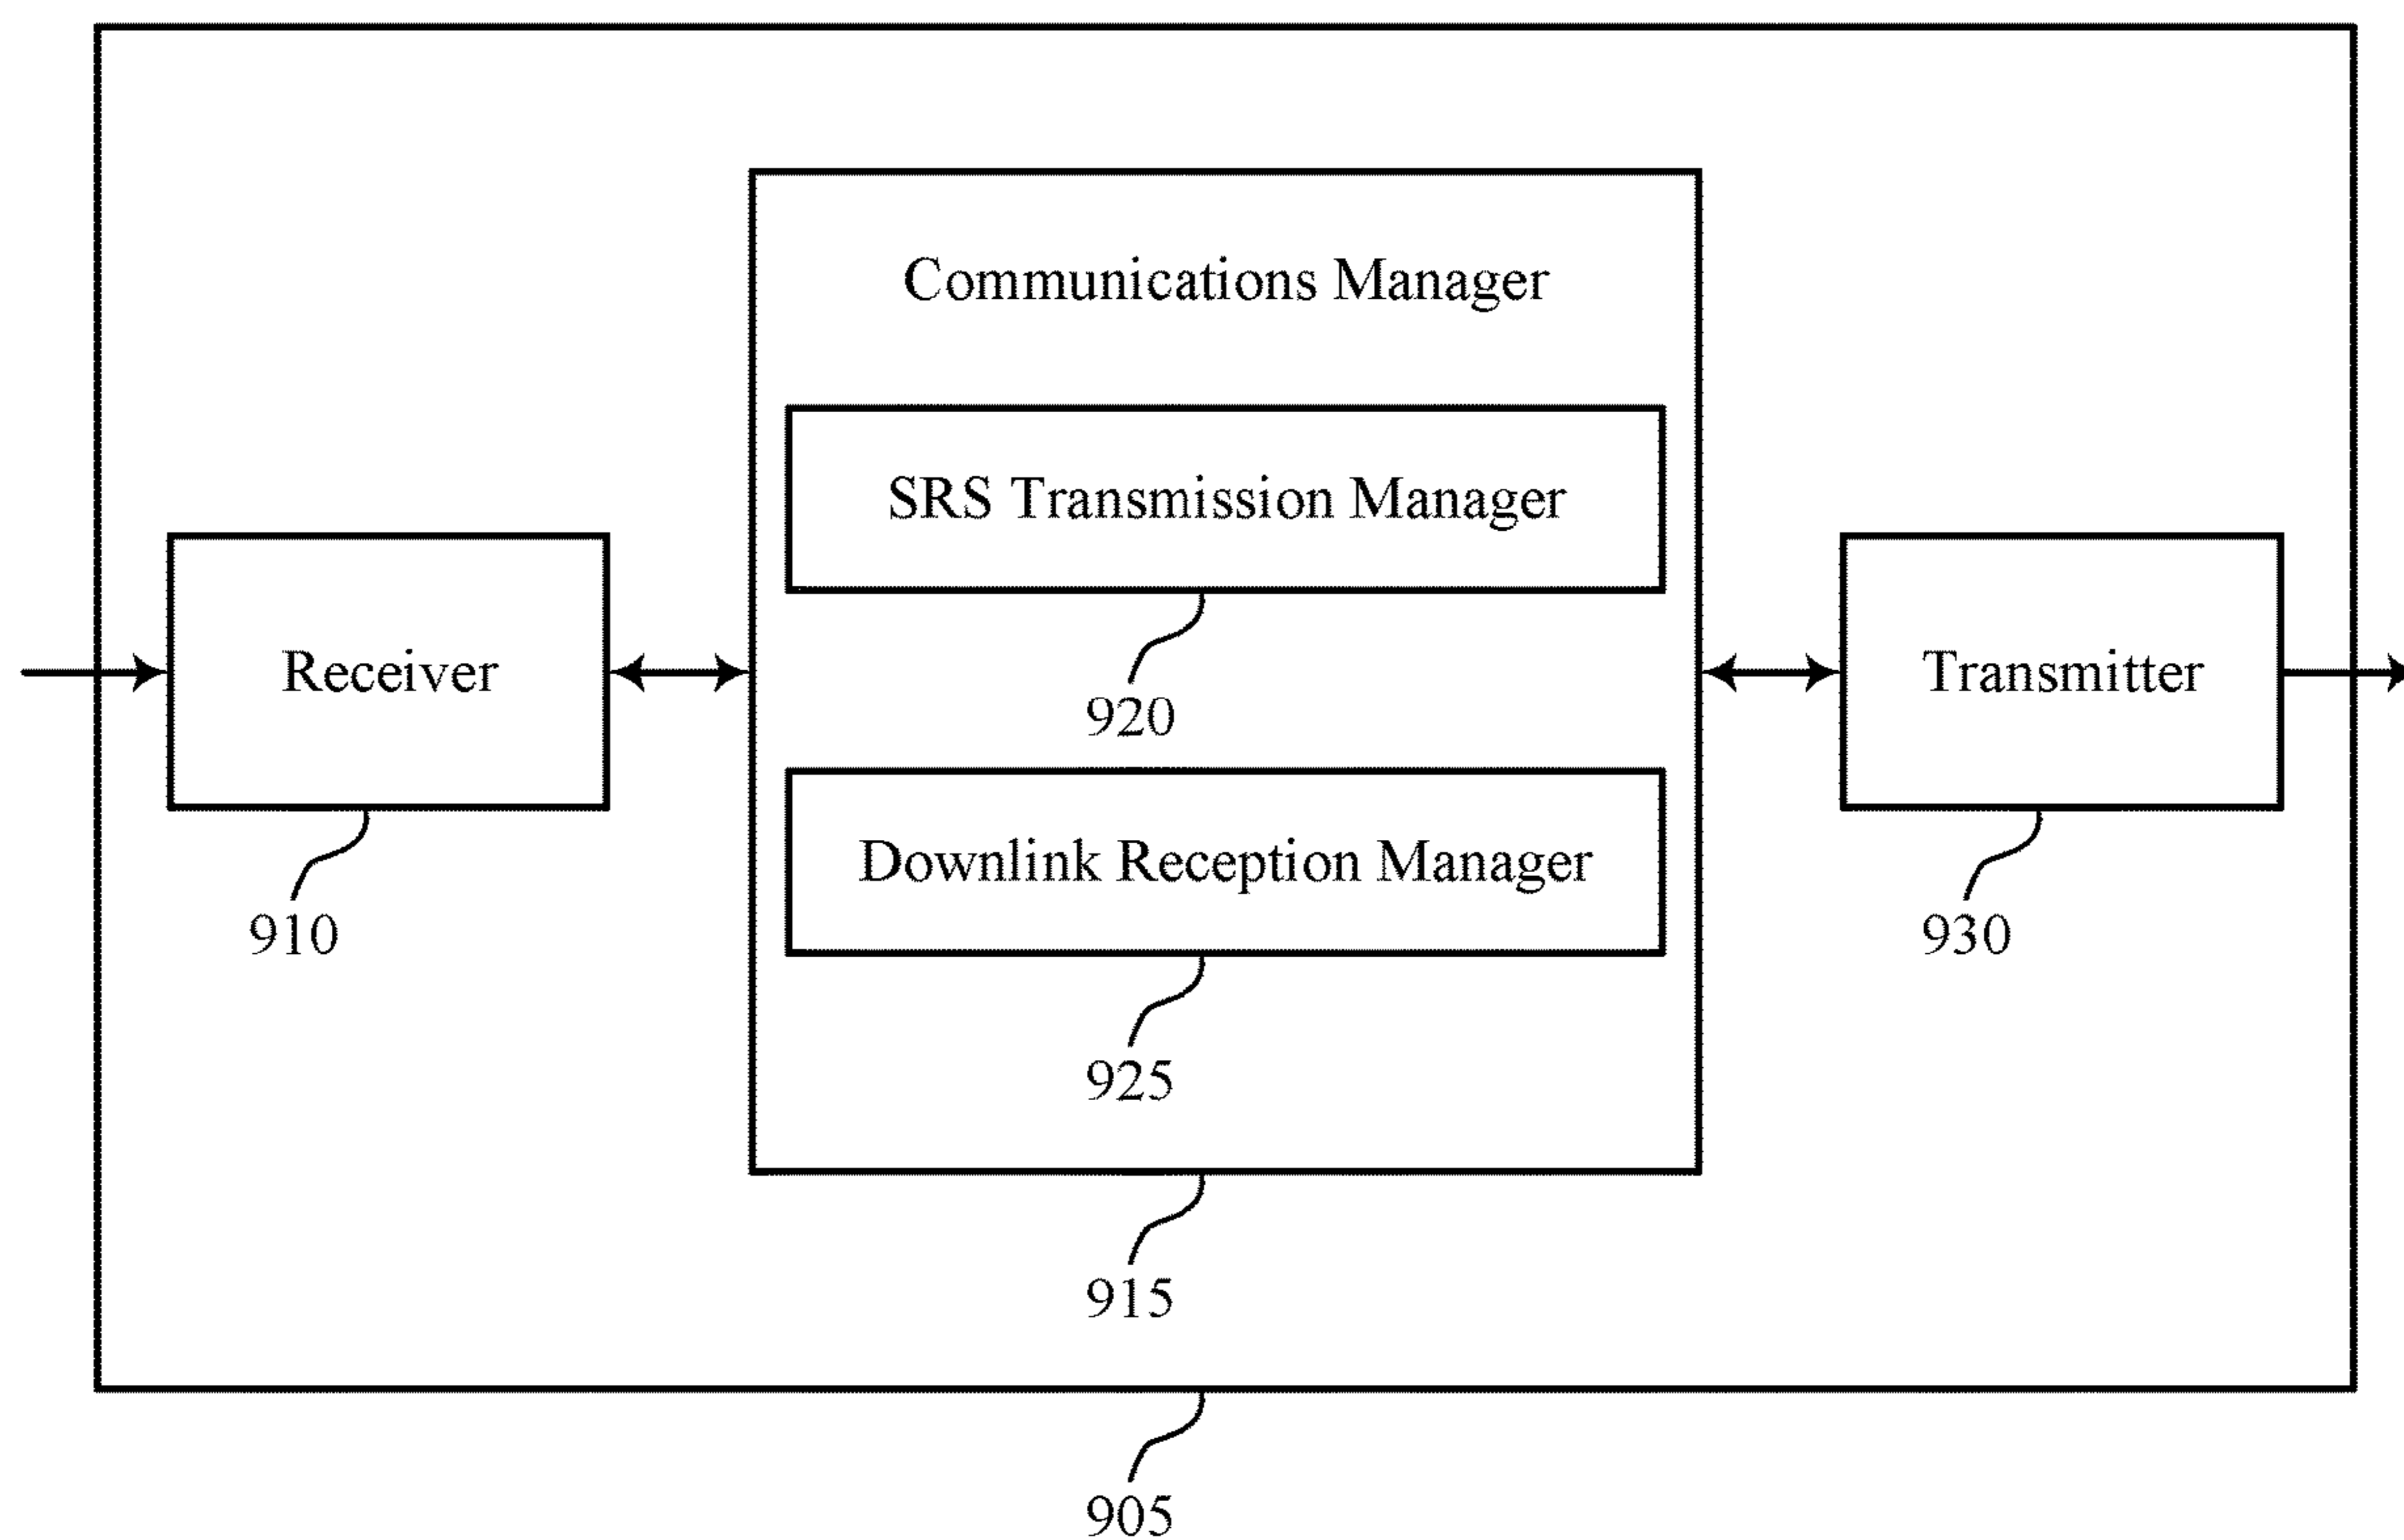 Communications Manager
SRS Transmission Manager
Receiver
Transmitter
920
Downlink Reception Manager
910
930
925
915
905